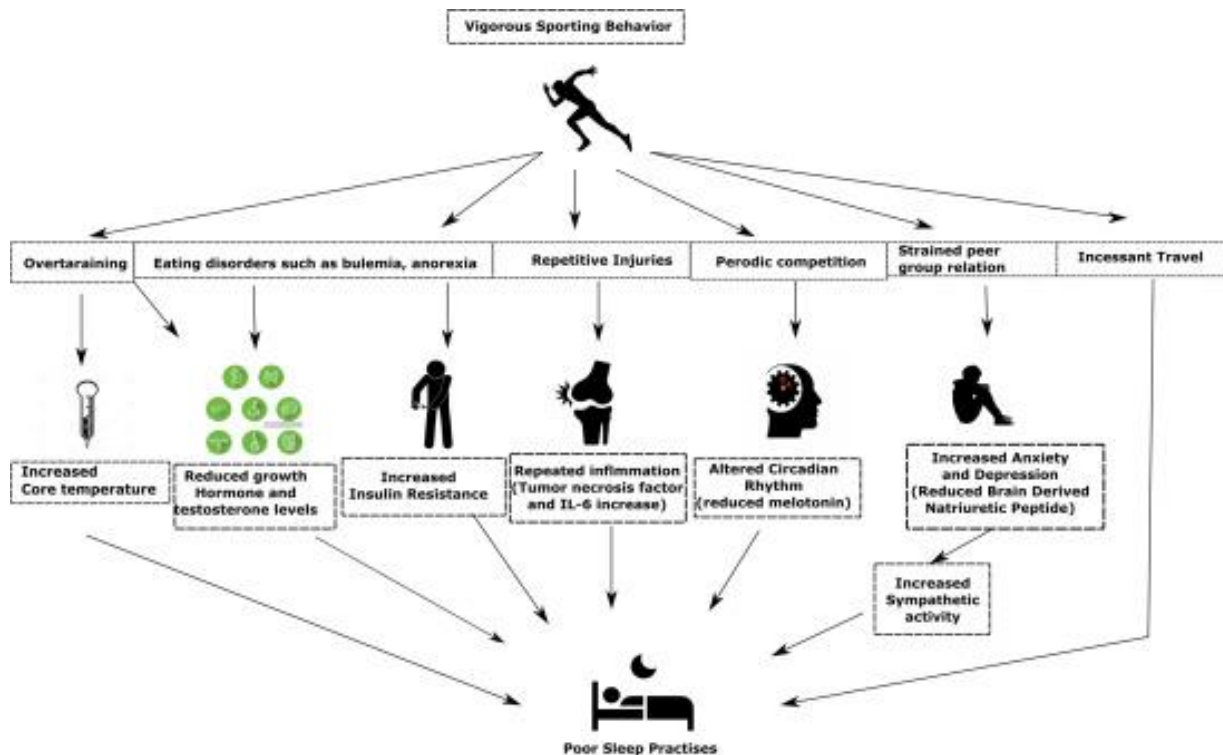 Vigorous Sporting Behavior
Overtaraining
Eating disorders such as bulemia, anorexia
Repetitive Injuries
Perodic competition
Strained peer
group relation
Incessant Travel
Increased
Core temperature
Reduced growth
Hormone and
testosterone levels
Increased
Insulin Resistance
Repeated inflmmation
(Tumor necrosis factor
and IL-6 increase)
Altered Circadian
Rhythm
(reduced melotonin)
Increased Anxiety
and Depression
(Reduced Brain Derived
Natriuretic Peptide)
Increased
Sympathetic
activity
Poor Sleep Practises